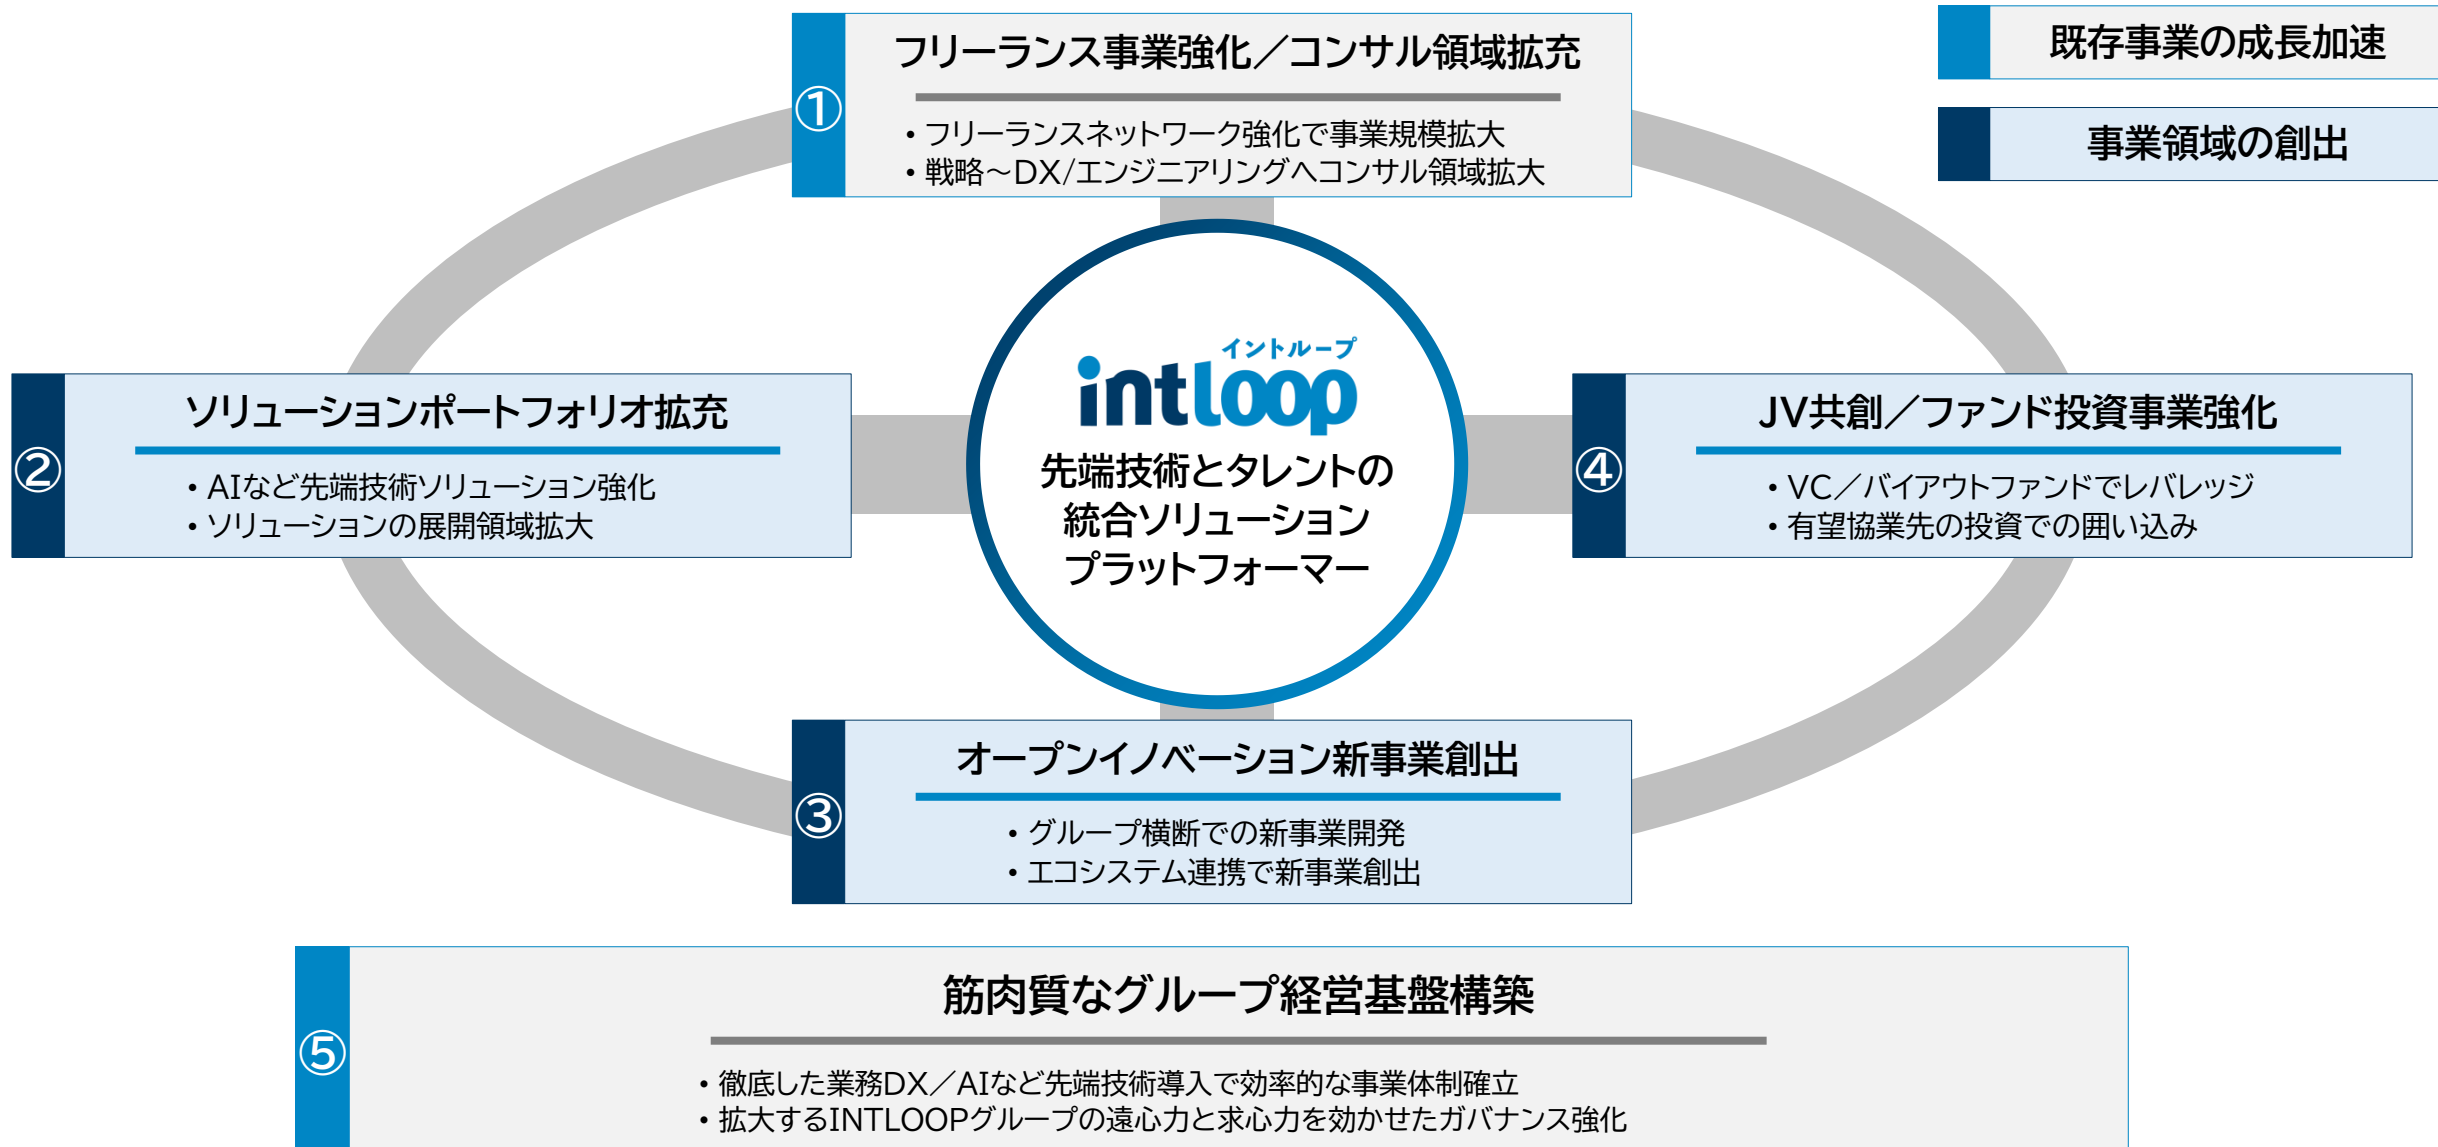 既存事業の成長加速
事業領域の創出
①
フリーランス事業強化／コンサル領域拡充
・フリーランスネットワーク強化で事業規模拡大
・戦略～DX/エンジニアリングへコンサル領域拡大
②
ソリューションポートフォリオ拡充
・AIなど先端技術ソリューション強化
・ソリューションの展開領域拡大
イントループ
intloop
先端技術とタレントの
統合ソリューション
プラットフォーマー
④
JV共創／ファンド投資事業強化
・VC／バイアウトファンドでレバレッジ
・有望協業先の投資での囲い込み
③
オープンイノベーション新事業創出
・グループ横断での新事業開発
・エコシステム連携で新事業創出
⑤
筋肉質なグループ経営基盤構築
・徹底した業務DX／AIなど先端技術導入で効率的な事業体制確立
・拡大するINTLOOPグループの遠心力と求心力を効かせたガバナンス強化